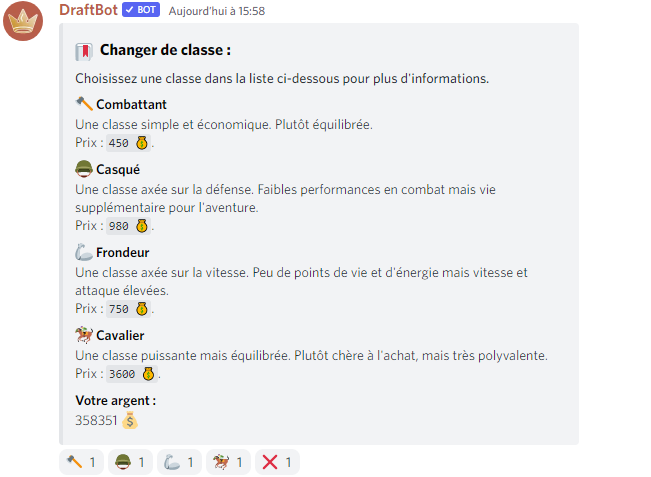 DraftBot ✓ BOT Aujourd'hui à 15:58
Changer de classe :
Choisissez une classe dans la liste ci-dessous pour plus d'informations.
Combattant
Une classe simple et économique. Plutôt équilibrée.
Prix : 450 .
Casqué
Une classe axée sur la défense. Faibles performances en combat mais vie
supplémentaire pour l'aventure.
Prix : 980 .
Frondeur
Une classe axée sur la vitesse. Peu de points de vie et d'énergie mais vitesse et
attaque élevées.
Prix : 750 .
Cavalier
Une classe puissante mais équilibrée. Plutôt chère à l'achat, mais très polyvalente.
Prix : 3600 .
Votre argent :
358351
1 1 1 1 1